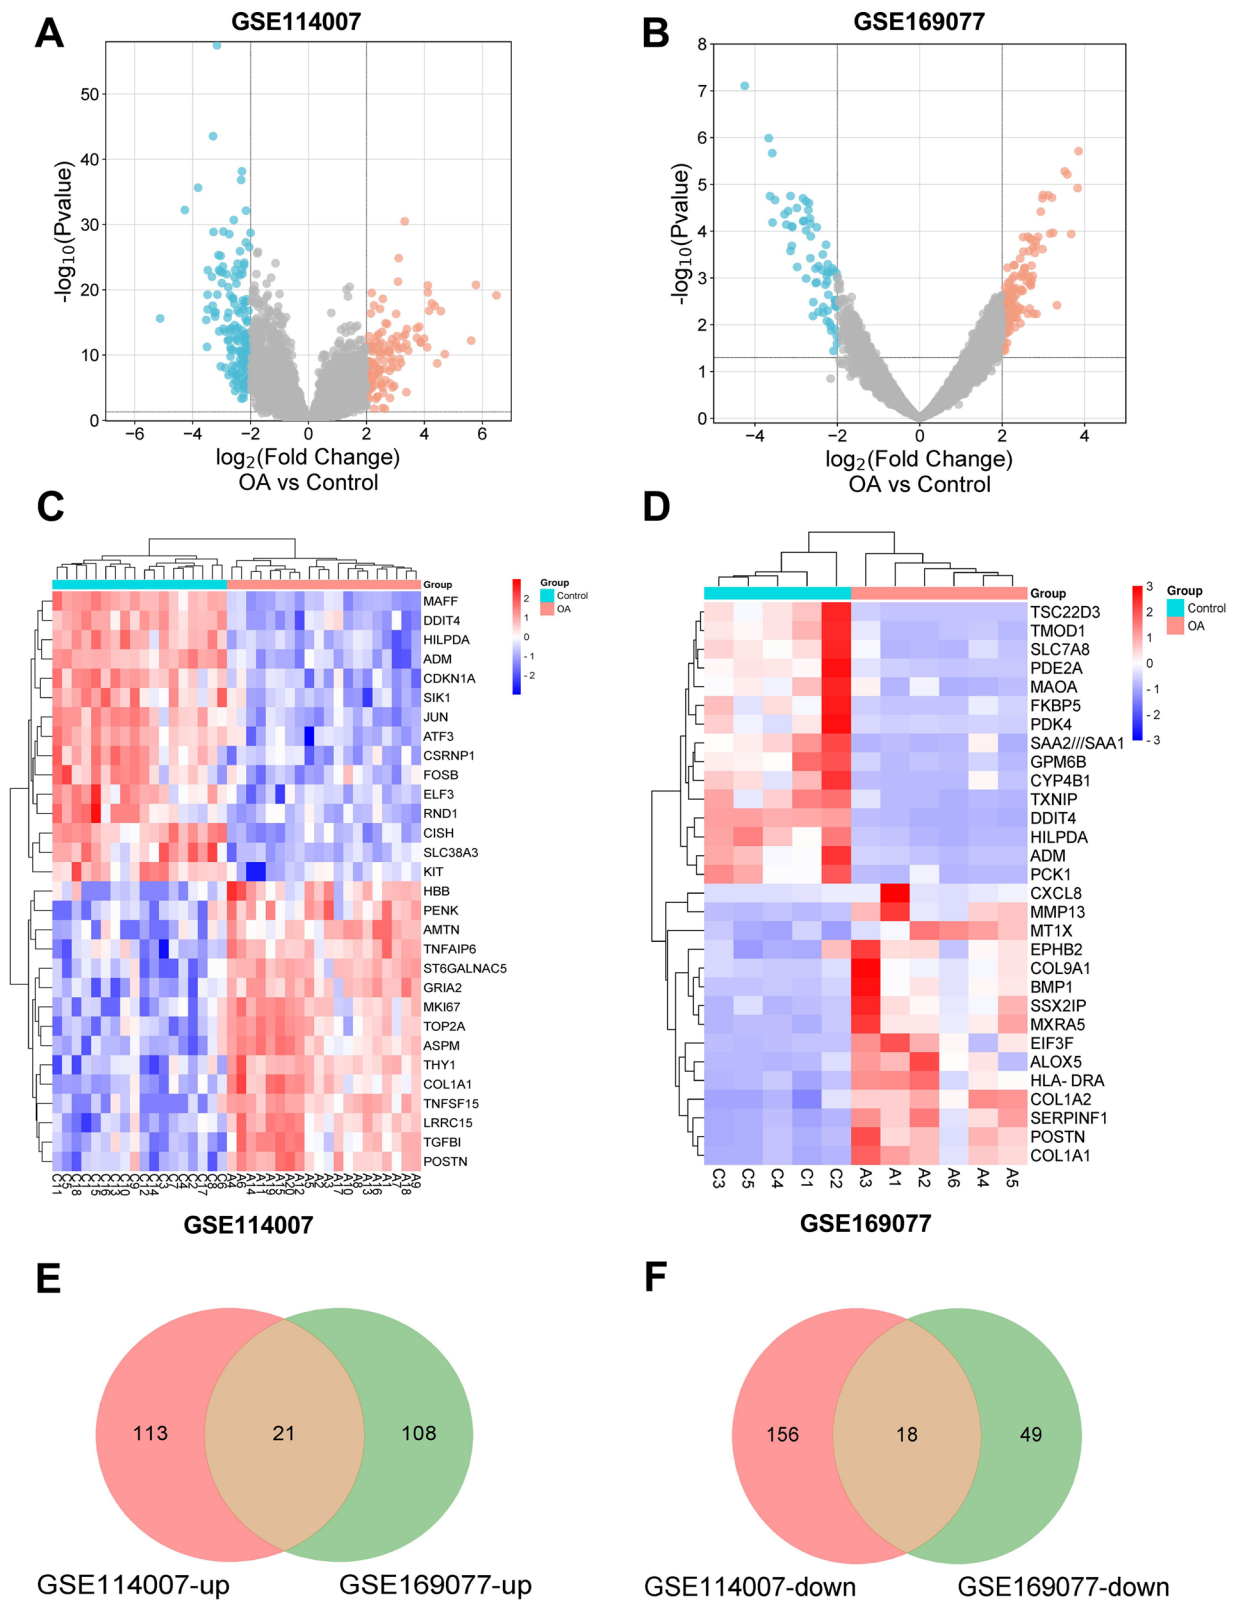 A
GSE114007
-log10(Pvalue)
50
40
30
20
10
0
−6
−4
−2
0
2
4
6
log2(Fold Change)
OA vs Control
B
GSE169077
-log10(Pvalue)
8
7
6
5
4
3
2
1
0
−4
−2
0
2
4
log2(Fold Change)
OA vs Control
C
Group
MAFF
DDIT4
HILPDA
ADM
CDKN1A
SIK1
JUN
ATF3
CSRNP1
FOSB
ELF3
RND1
CISH
SLC38A3
KIT
HBB
PENK
AMTN
TNFAIP6
ST6GALNAC5
GRIA2
MKI67
TOP2A
ASPM
THY1
COL1A1
TNFSF15
LRRC15
TGFBI
POSTN
2
1
0
- 1
- 2
Group
Control
OA
GSE114007
D
Group
TSC22D3
TMOD1
SLC7A8
PDE2A
MAOA
FKBP5
PDK4
SAA2///SAA1
GPM6B
CYP4B1
TXNIP
DDIT4
HILPDA
ADM
PCK1
CXCL8
MMP13
MT1X
EPHB2
COL9A1
BMP1
SSX2IP
MXRA5
EIF3F
ALOX5
HLA- DRA
COL1A2
SERPINF1
POSTN
COL1A1
3
2
1
0
- 1
- 2
- 3
Group
Control
OA
C3 C5 C4 C1 C2 A3 A1 A2 A6 A4 A5
GSE169077
E
113
21
108
GSE114007-up
GSE169077-up
F
156
18
49
GSE114007-down
GSE169077-down